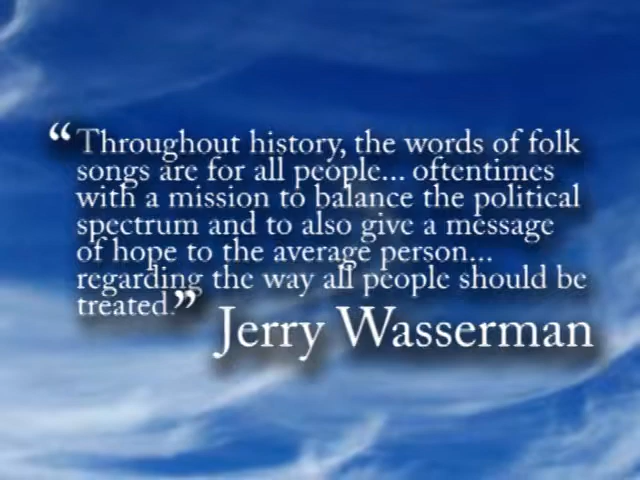 “Throughout history, the words of folk
songs are for all people... oftentimes
with a mission to balance the political
spectrum and to also give a message
of hope to the average person...
regarding the way all people should be
treated.”
Jerry Wasserman